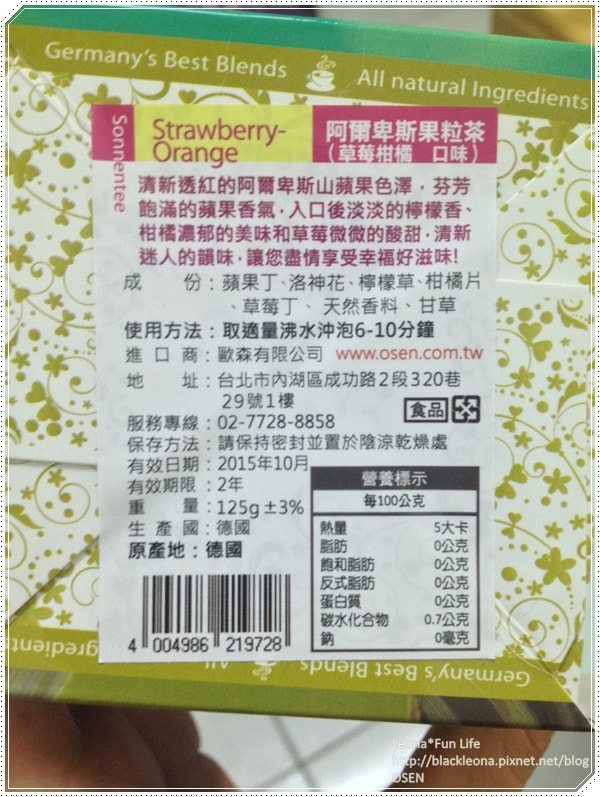 Germany's Best Blends
All natural Ingredients
Sonnentee
Strawberry-
Orange
阿爾卑斯果粒茶
(草莓柑橘 口味)
清新透紅的阿爾卑斯山蘋果色澤，芬芳
飽滿的蘋果香氣，入口後淡淡的檸檬香、
柑橘濃郁的美味和草莓微微的酸甜，清新
迷人的韻味，讓您盡情享受幸福好滋味!
成 份：蘋果丁、洛神花、檸檬草、柑橘片
、草莓丁、 天然香料、甘草
使用方法：取適量沸水沖泡6-10分鐘
進 口 商：歐森有限公司 www.osen.com.tw
地 址：台北市內湖區成功路2段320巷
29號1樓
食品
服務專線：02-7728-8858
保存方法：請保持密封並置於陰涼乾燥處
有效日期：2015年10月
有效期限：2年
重 量：125g±3%
生 產 國：德國
原產地：德國
營養標示
每100公克
熱量 5大卡
脂肪 0公克
飽和脂肪 0公克
反式脂肪 0公克
蛋白質 0公克
碳水化合物 0.7公克
鈉 0毫克
4 004986 219728
gredients
All
Germany's Best Blends
Leona*Fun Life
http://blackleona.pixnet.net/blog
OSEN